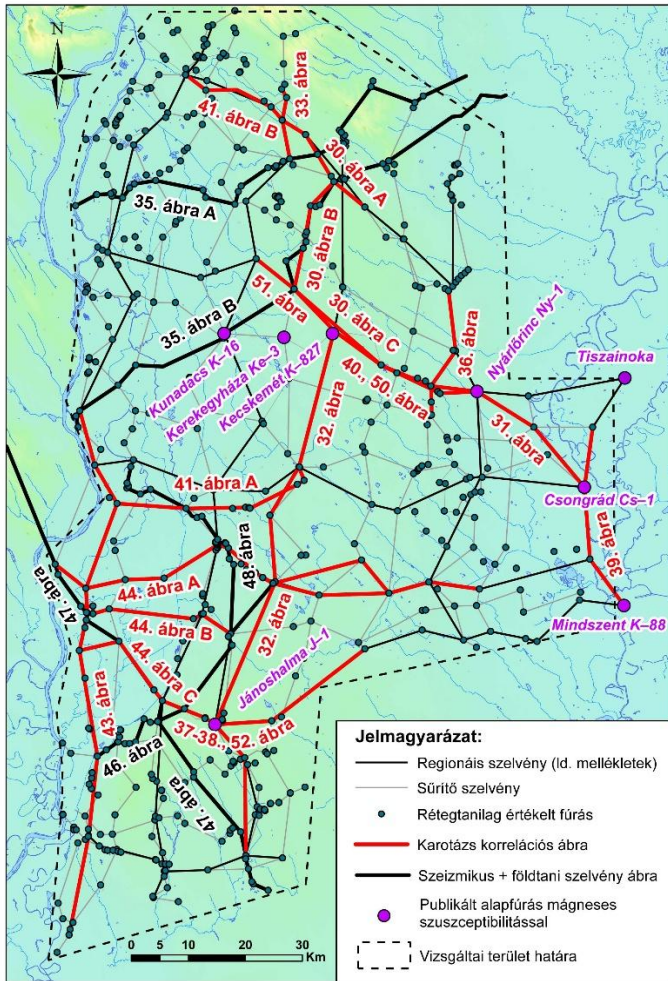 N
33. ábra
41. ábra B
30. ábra A
35. ábra A
30. ábra B
51. ábra
30. ábra C
35. ábra B
36. ábra
Nyárlőrinc Ny–1
Kunadacs K–16
Kerekegyháza Ke–3
Kecskemét K–827
Tiszainoka
40., 50. ábra
32. ábra
31. ábra
41. ábra A
Csongrád Cs–1
48. ábra
39. ábra
47. ábra
44. ábra A
44. ábra B
32. ábra
Mindszent K–88
44. ábra C
Jánoshalma J–1
43. ábra
37-38., 52. ábra
46. ábra
47. ábra
Jelmagyarázat:
Regionáis szelvény (ld. mellékletek)
Sűrítő szelvény
Rétegtanilag értékelt fúrás
Karotázs korrelációs ábra
Szeizmikus + földtani szelvény ábra
Publikált alapfúrás mágneses
szuszceptibilitással
Vizsgáltai terület határa
0 5 10 20 30
Km